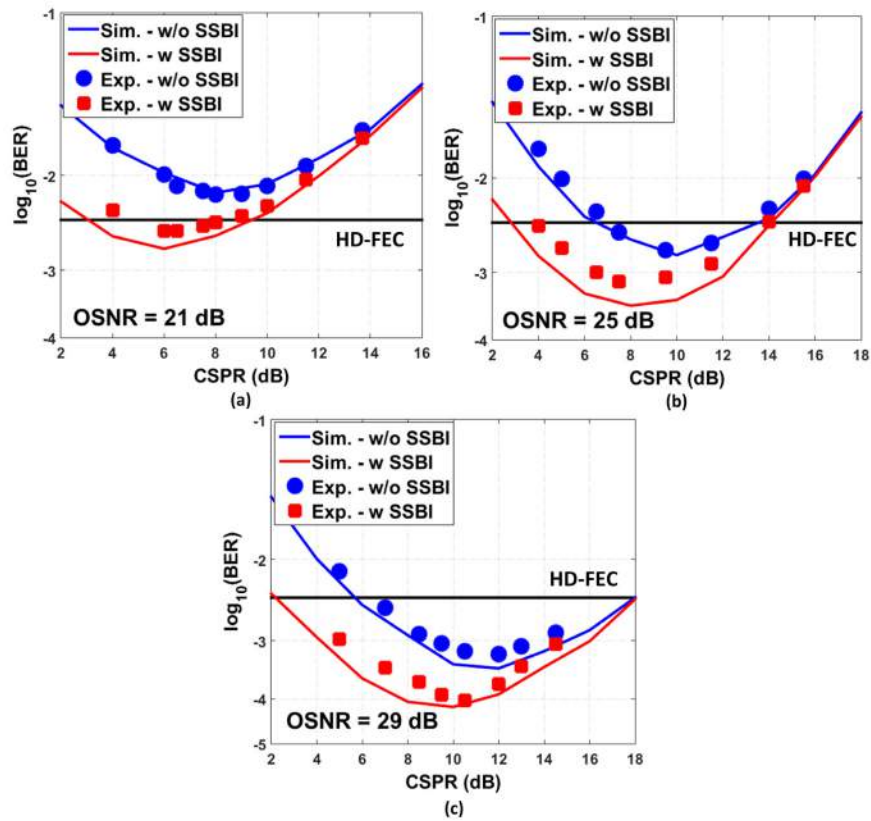 -1
Sim. - w/o SSBI
Sim. - w SSBI
Exp. - w/o SSBI
Exp. - w SSBI
-2
log10(BER)
HD-FEC
-3
OSNR = 21 dB
-4
2 4 6 8 10 12 14 16
CSPR (dB)
(a)
-1
Sim. - w/o SSBI
Sim. - w SSBI
Exp. - w/o SSBI
Exp. - w SSBI
-2
log10(BER)
HD-FEC
-3
OSNR = 25 dB
-4
2 4 6 8 10 12 14 16 18
CSPR (dB)
(b)
-1
Sim. - w/o SSBI
Sim. - w SSBI
Exp. - w/o SSBI
Exp. - w SSBI
-2
log10(BER)
HD-FEC
-3
-4
OSNR = 29 dB
-5
2 4 6 8 10 12 14 16 18
CSPR (dB)
(c)